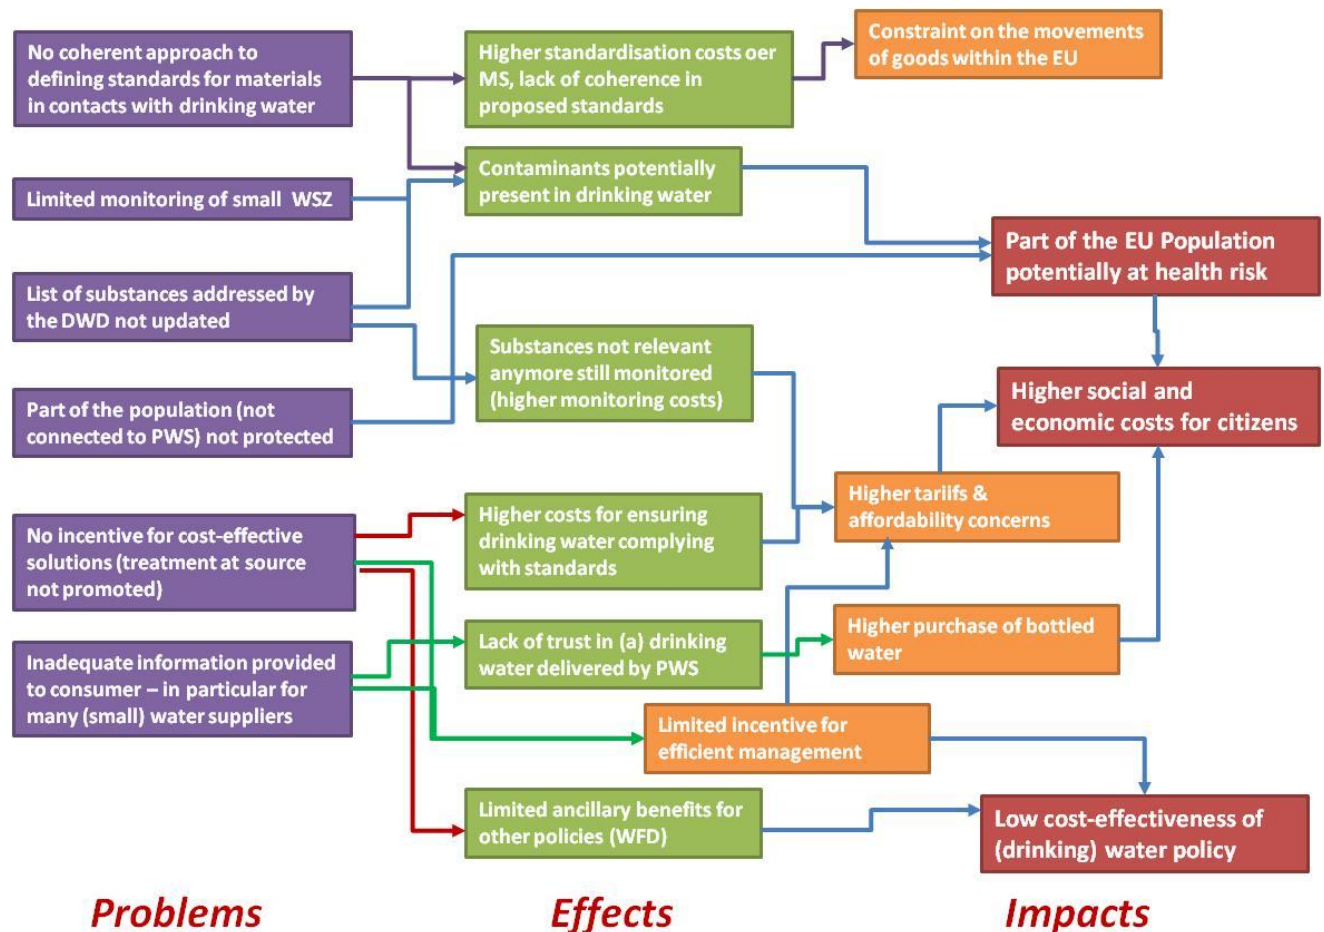 No coherent approach to
defining standards for materials
in contacts with drinking water
Limited monitoring of small WSZ
List of substances addressed by
the DWD not updated
Part of the population (not
connected to PWS) not protected
No incentive for cost-effective
solutions (treatment at source
not promoted)
Inadequate information provided
to consumer – in particular for
many (small) water suppliers
Higher standardisation costs oer
MS, lack of coherence in
proposed standards
Contaminants potentially
present in drinking water
Substances not relevant
anymore still monitored
(higher monitoring costs)
Higher costs for ensuring
drinking water complying
with standards
Lack of trust in (a) drinking
water delivered by PWS
Limited incentive for
efficient management
Limited ancillary benefits for
other policies (WFD)
Constraint on the movements
of goods within the EU
Part of the EU Population
potentially at health risk
Higher social and
economic costs for citizens
Higher tariifs &
affordability concerns
Higher purchase of bottled
water
Low cost-effectiveness of
(drinking) water policy
Problems
Effects
Impacts